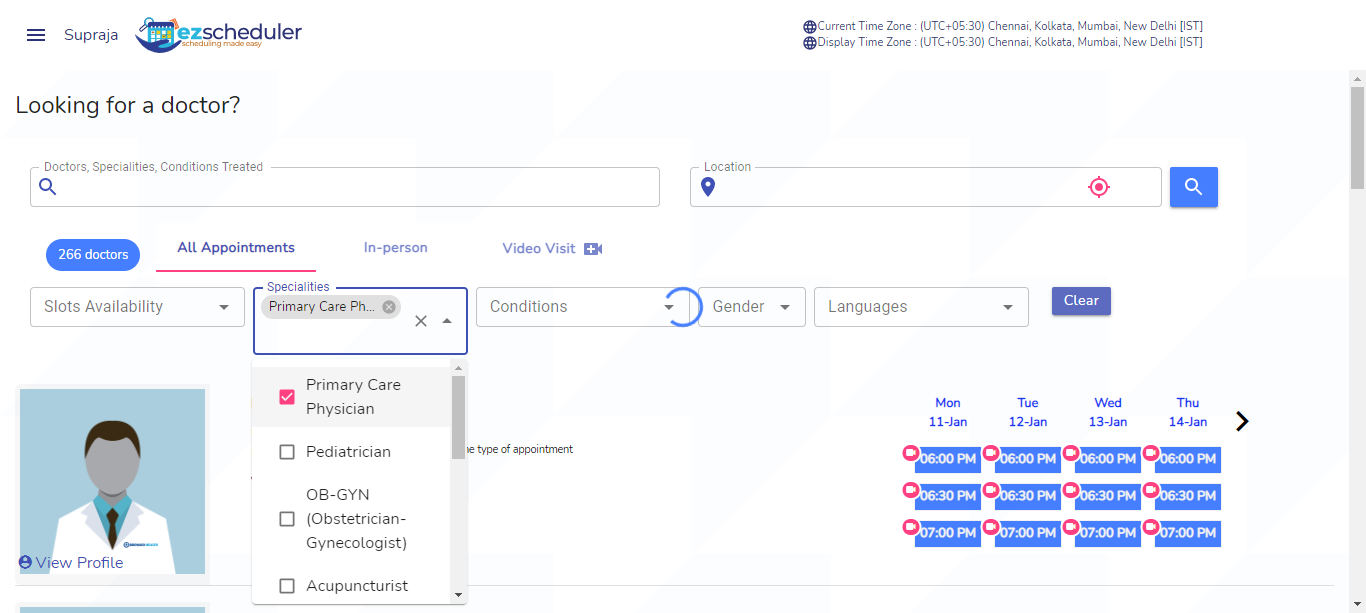 Supraja
ezscheduler
scheduling made easy
Current Time Zone : (UTC+05:30) Chennai, Kolkata, Mumbai, New Delhi [IST]
Display Time Zone : (UTC+05:30) Chennai, Kolkata, Mumbai, New Delhi [IST]
Looking for a doctor?
Doctors, Specialities, Conditions Treated
Location
266 doctors
All Appointments
In-person
Video Visit
Slots Availability
Specialities
Primary Care Ph...
Conditions
Gender
Languages
Clear
Primary Care
Physician
Pediatrician
OB-GYN
(Obstetrician-
Gynecologist)
Acupuncturist
type of appointment
Mon Tue Wed Thu
11-Jan 12-Jan 13-Jan 14-Jan
06:00 PM 06:00 PM 06:00 PM 06:00 PM
06:30 PM 06:30 PM 06:30 PM 06:30 PM
07:00 PM 07:00 PM 07:00 PM 07:00 PM
View Profile